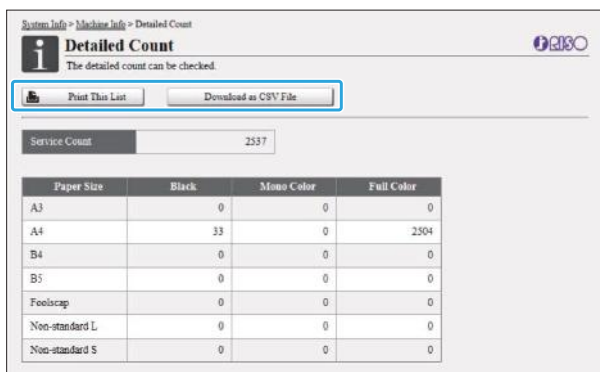 System Info > Machine Info > Detailed Count
Detailed Count
RISO
The detailed count can be checked.
Print This List Download as CSV File
Service Count 2537
Paper Size Black Mono Color Full Color
A3 0 0 0
A4 33 0 2504
B4 0 0 0
B5 0 0 0
Foolscap 0 0 0
Non-standard L 0 0 0
Non-standard S 0 0 0